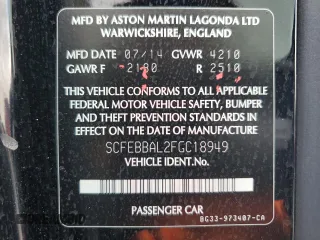 MFD BY ASTON MARTIN LAGONDA LTD
WARWICKSHIRE, ENGLAND
MFD DATE 07/14 GVWR 4210
GAWR F 2180 R 2510
THIS VEHICLE CONFORMS TO ALL APPLICABLE
FEDERAL MOTOR VEHICLE SAFETY, BUMPER
AND THEFT PREVENTION STANDARDS IN
EFFECT ON THE DATE OF MANUFACTURE
SCFEBBAL2FGC18949
VEHICLE IDENT.No.
PASSENGER CAR
8G33-973407-CA